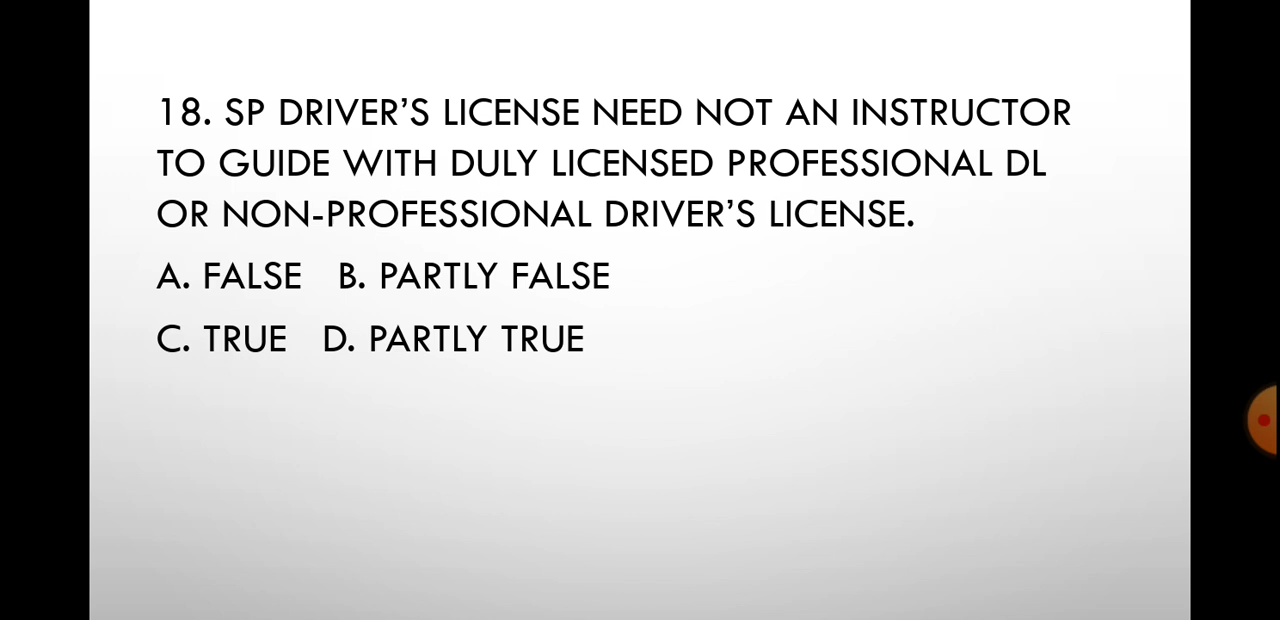 18. SP DRIVER’S LICENSE NEED NOT AN INSTRUCTOR
TO GUIDE WITH DULY LICENSED PROFESSIONAL DL
OR NON-PROFESSIONAL DRIVER’S LICENSE.
A. FALSE B. PARTLY FALSE
C. TRUE D. PARTLY TRUE